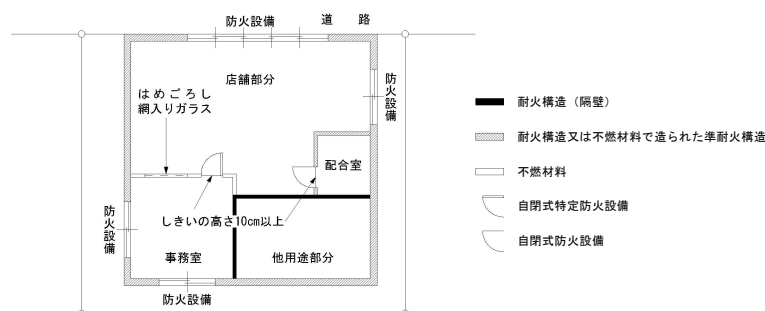 防火設備
道　路
店舗部分
はめごろし
網入りガラス
防火設備
配合室
しきいの高さ10cm以上
防火設備
事務室
他用途部分
防火設備
耐火構造（隔壁）
耐火構造又は不燃材料で造られた準耐火構造
不燃材料
自閉式特定防火設備
自閉式防火設備